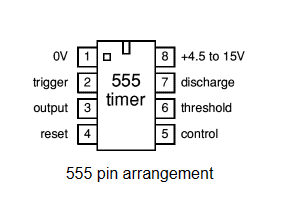 0V 1 8 +4.5 to 15V
trigger 2 555 7 discharge
output 3 timer 6 threshold
reset 4 5 control
555 pin arrangement